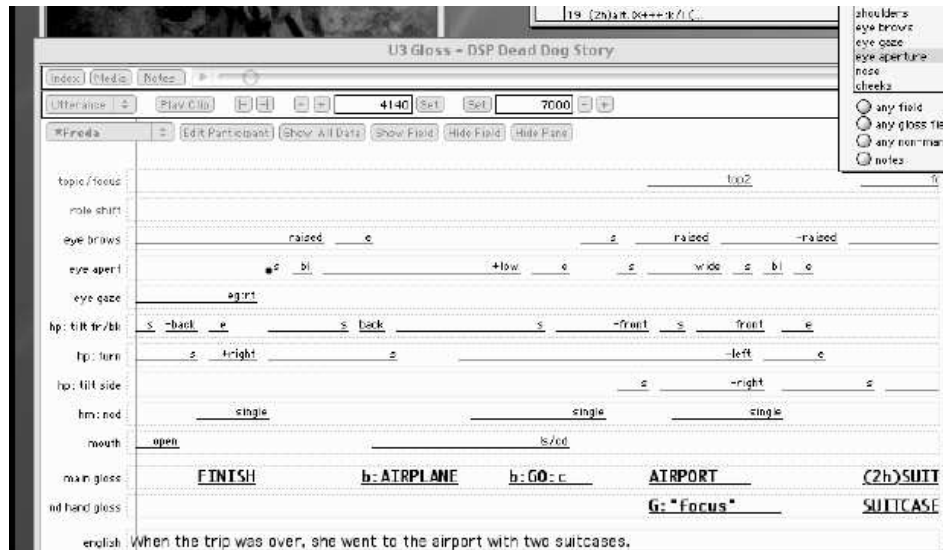 shoulders
eye brows
eye gaze
eye aperture
nose
cheeks
any field
any gloss fie
any non-man
notes
U3 Gloss - DSP Dead Dog Story
Index Media Notes
Utterance Play Clip 4140 Set Set 7000
*Freda Edit Participant Show All Data Show Field Hide Field Hide Pane
topic/focus top2
role shift
eye brows raised e s raised -raised
eye apert s bl +low e s wide s bl e
eye gaze eg:rt
hp: tilt fr/bk s -back e s back s -front s front e
hp: turn s +right s -left e
hp: tilt side s -right s
hm: nod single single single
mouth open ls/cd
main gloss FINISH b:AIRPLANE b:GO:c AIRPORT (2h)SUIT
nd hand gloss G:"Focus" SUITCASE
english When the trip was over, she went to the airport with two suitcases.